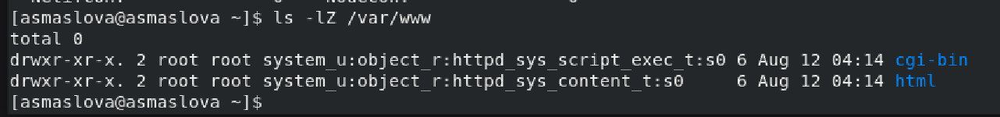 [asmaslova@asmaslova ~]$ ls -lZ /var/www
total 0
drwxr-xr-x. 2 root root system_u:object_r:httpd_sys_script_exec_t:s0 6 Aug 12 04:14 cgi-bin
drwxr-xr-x. 2 root root system_u:object_r:httpd_sys_content_t:s0     6 Aug 12 04:14 html
[asmaslova@asmaslova ~]$